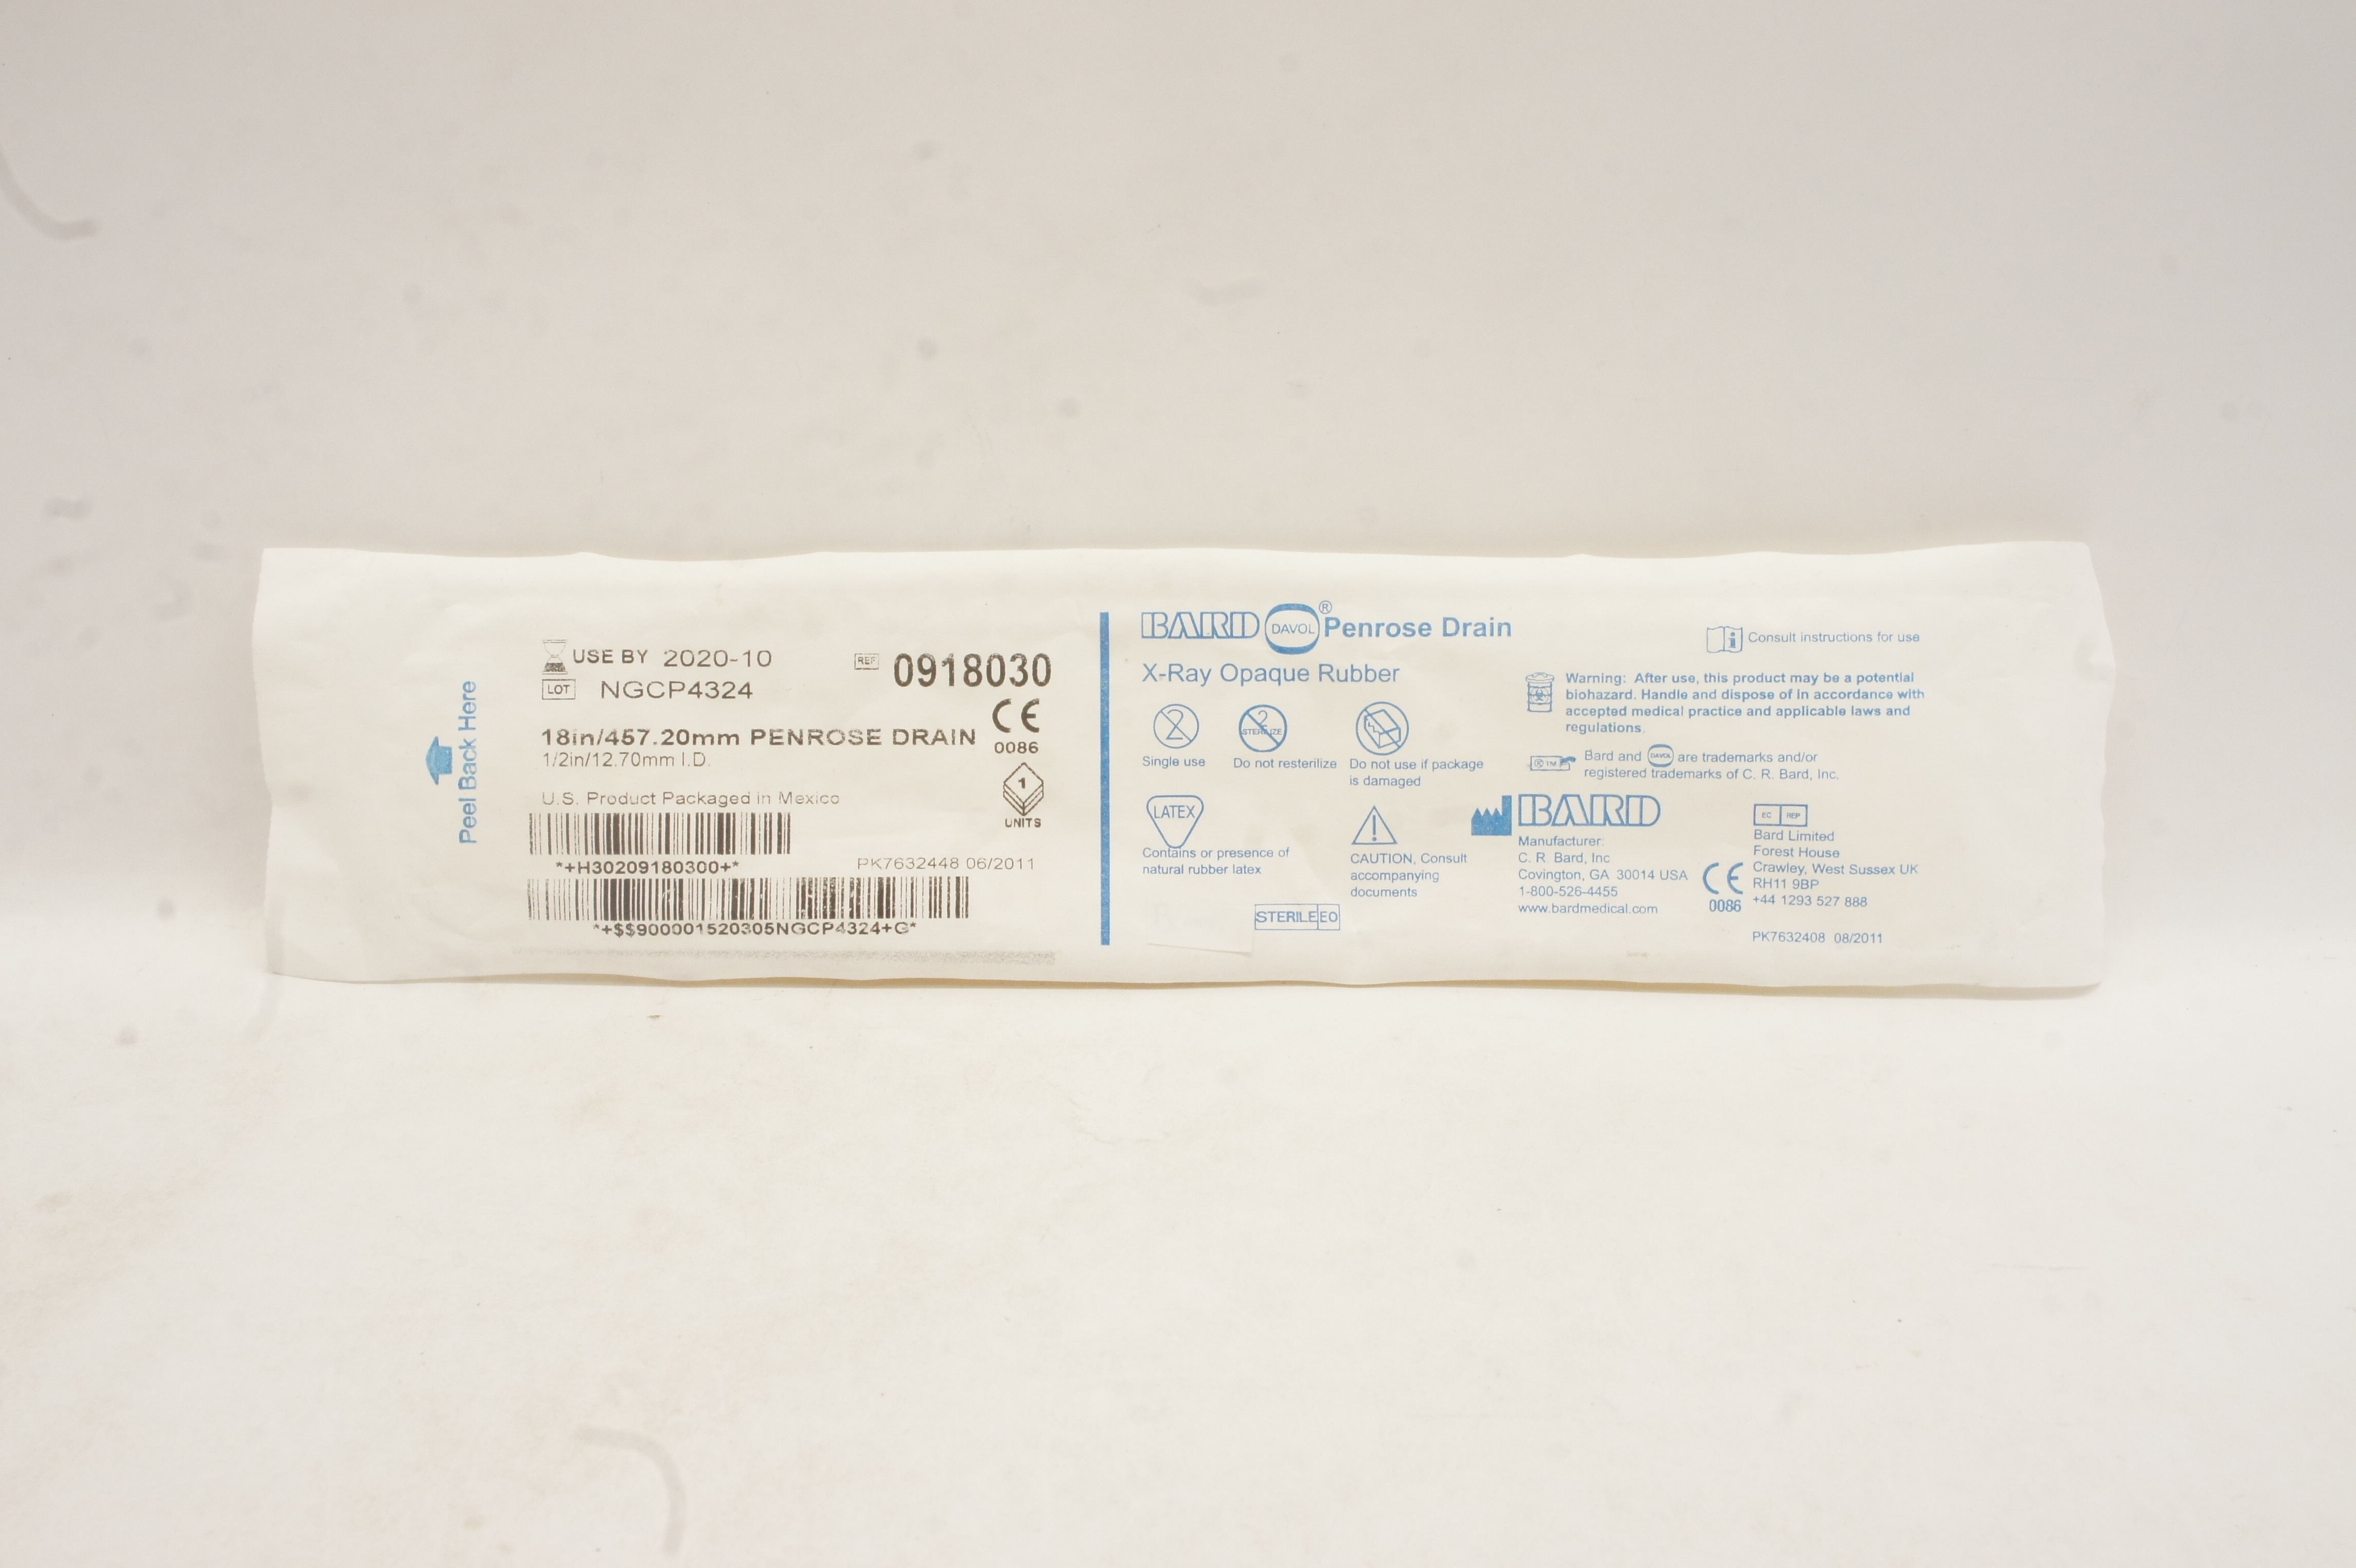 Peel Back Here
USE BY 2020-10
REF 0918030
LOT NGCP4324
CE
0086
18in/457.20mm PENROSE DRAIN
1/2in/12.70mm I.D.
1
UNITS
U.S. Product Packaged in Mexico
*+H30209180300+*
PK7632448 06/2011
*+$$900001520305NGCP4324+G*
BARD DAVOL® Penrose Drain
X-Ray Opaque Rubber
2
Single use
2
STERILIZE
Do not resterilize
Do not use if package
is damaged
LATEX
Contains or presence of
natural rubber latex
CAUTION, Consult
accompanying
documents
STERILE EO
Consult instructions for use
Warning: After use, this product may be a potential
biohazard. Handle and dispose of in accordance with
accepted medical practice and applicable laws and
regulations.
® TM
Bard and DAVOL are trademarks and/or
registered trademarks of C. R. Bard, Inc.
BARD
Manufacturer:
C. R. Bard, Inc
Covington, GA 30014 USA
1-800-526-4455
www.bardmedical.com
CE
0086
EC REP
Bard Limited
Forest House
Crawley, West Sussex UK
RH11 9BP
+44 1293 527 888
PK7632408 08/2011